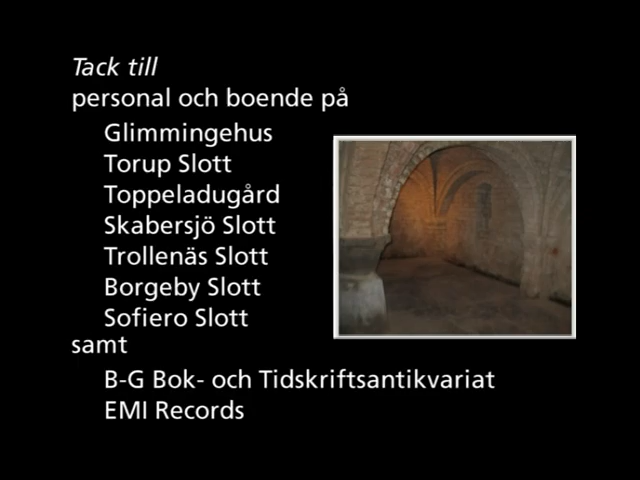 Tack till
personal och boende på
Glimmingehus
Torup Slott
Toppeladugård
Skabersjö Slott
Trollenäs Slott
Borgeby Slott
Sofiero Slott
samt
B-G Bok- och Tidskriftsantikvariat
EMI Records